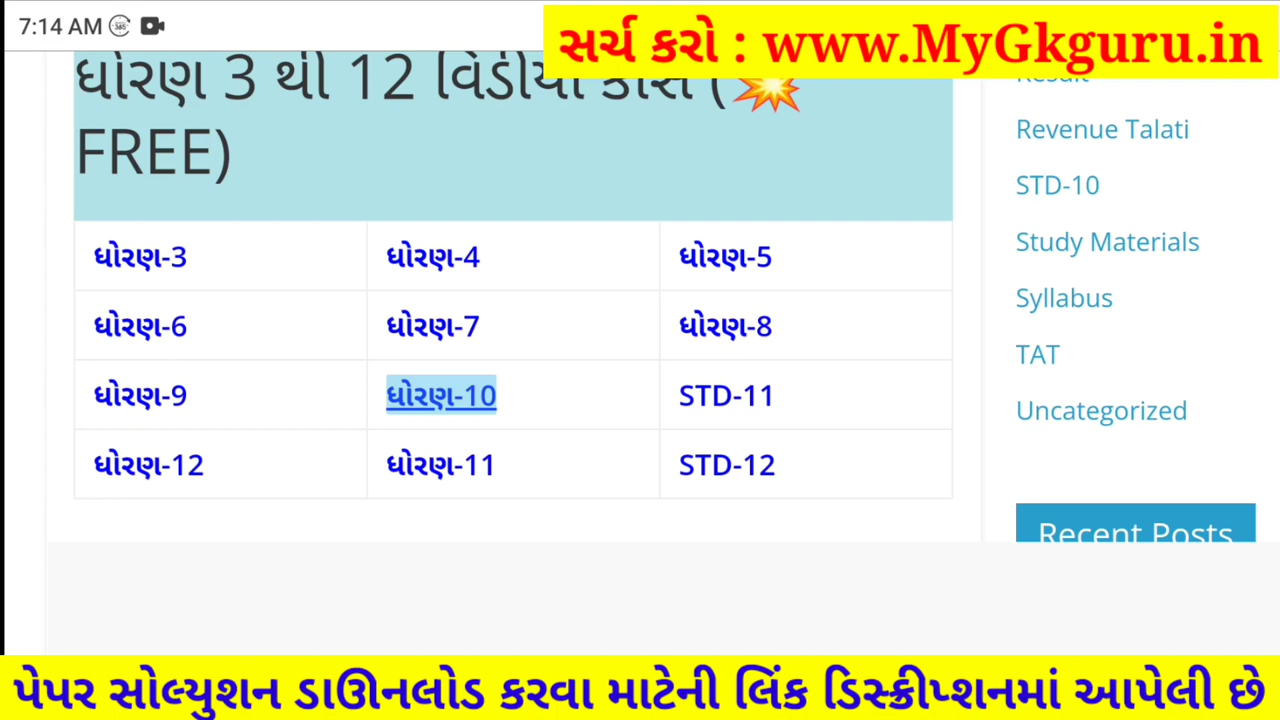 7:14 AM
સર્ચ કરો : www.MyGkguru.in
ધોરણ 3 થી 12 વિડીયો કોર્સ (💥
FREE)
ધોરણ-3 ધોરણ-4 ધોરણ-5
ધોરણ-6 ધોરણ-7 ધોરણ-8
ધોરણ-9 ધોરણ-10 STD-11
ધોરણ-12 ધોરણ-11 STD-12
Result
Revenue Talati
STD-10
Study Materials
Syllabus
TAT
Uncategorized
Recent Posts
પેપર સોલ્યુશન ડાઊનલોડ કરવા માટેની લિંક ડિસ્ક્રીપ્શનમાં આપેલી છે